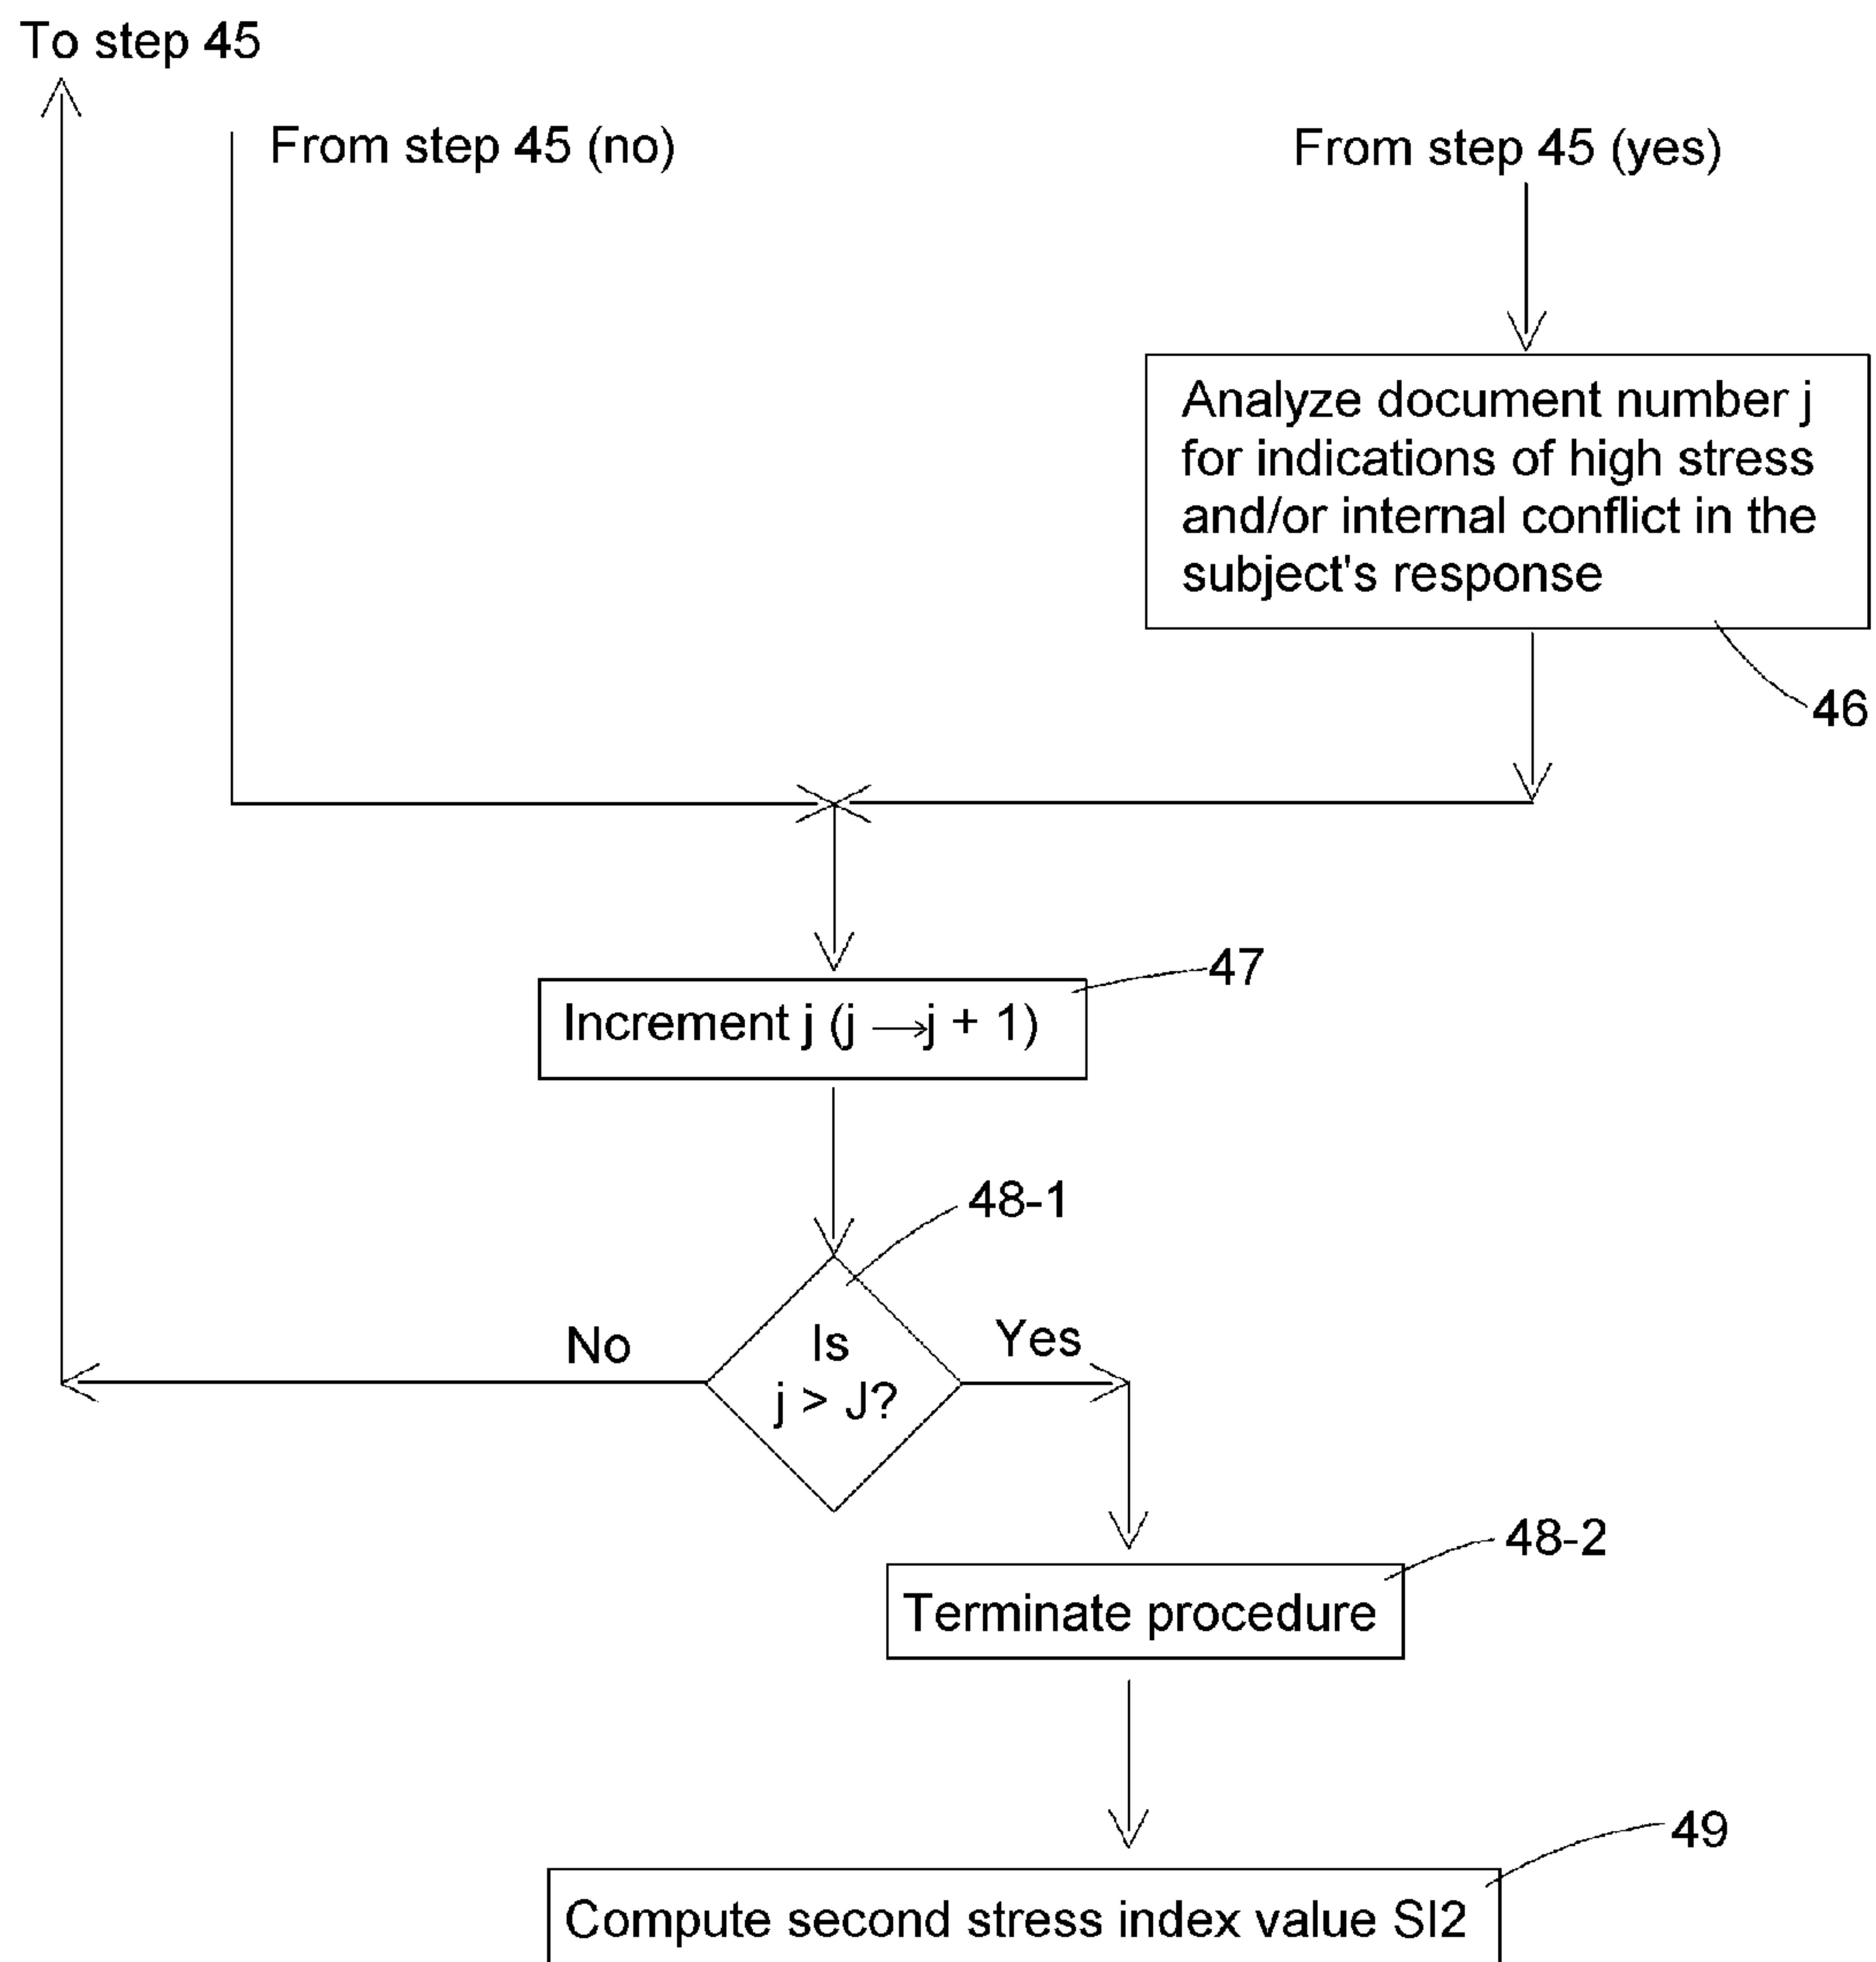 To step 45
From step 45 (no)
From step 45 (yes)
Analyze document number j
for indications of high stress
and/or internal conflict in the
subject's response
46
47
Increment j (j →j + 1)
48-1
No
Is
j > J?
Yes
48-2
Terminate procedure
49
Compute second stress index value SI2